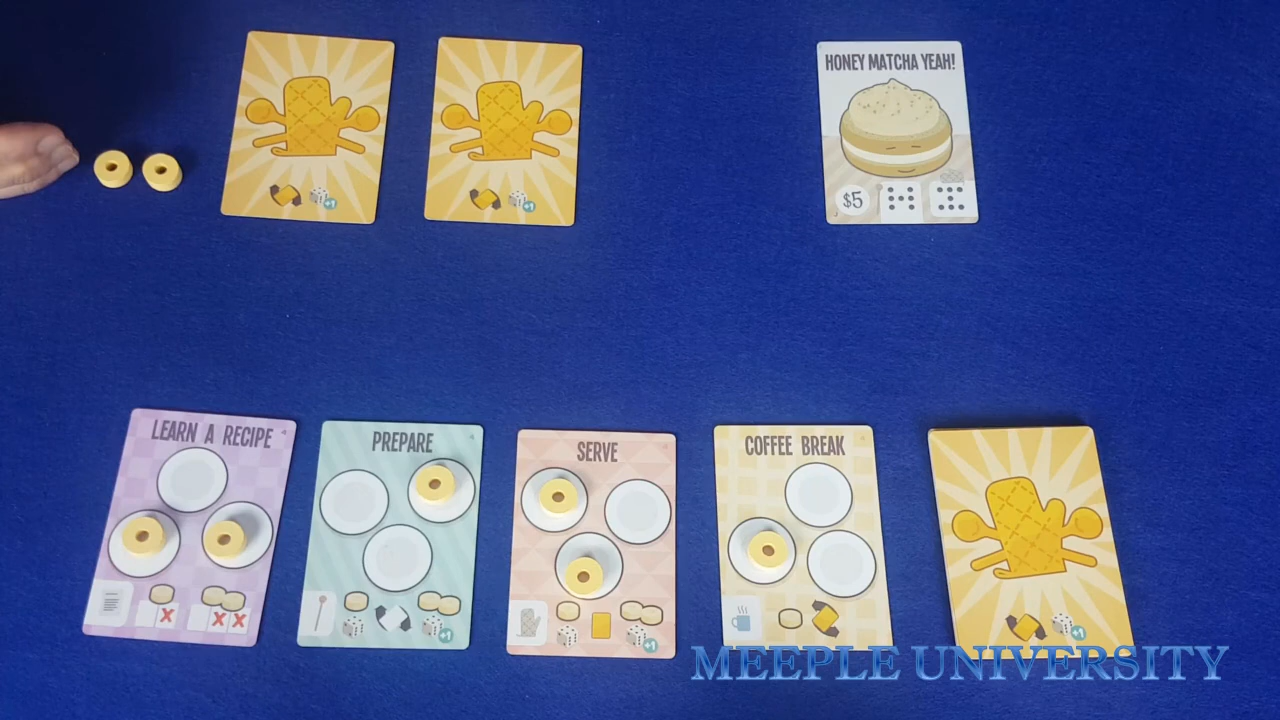 HONEY MATCHA YEAH!
$5
+1
+1
LEARN A RECIPE
PREPARE
SERVE
COFFEE BREAK
+1
+1
+1
MEEPLE UNIVERSITY